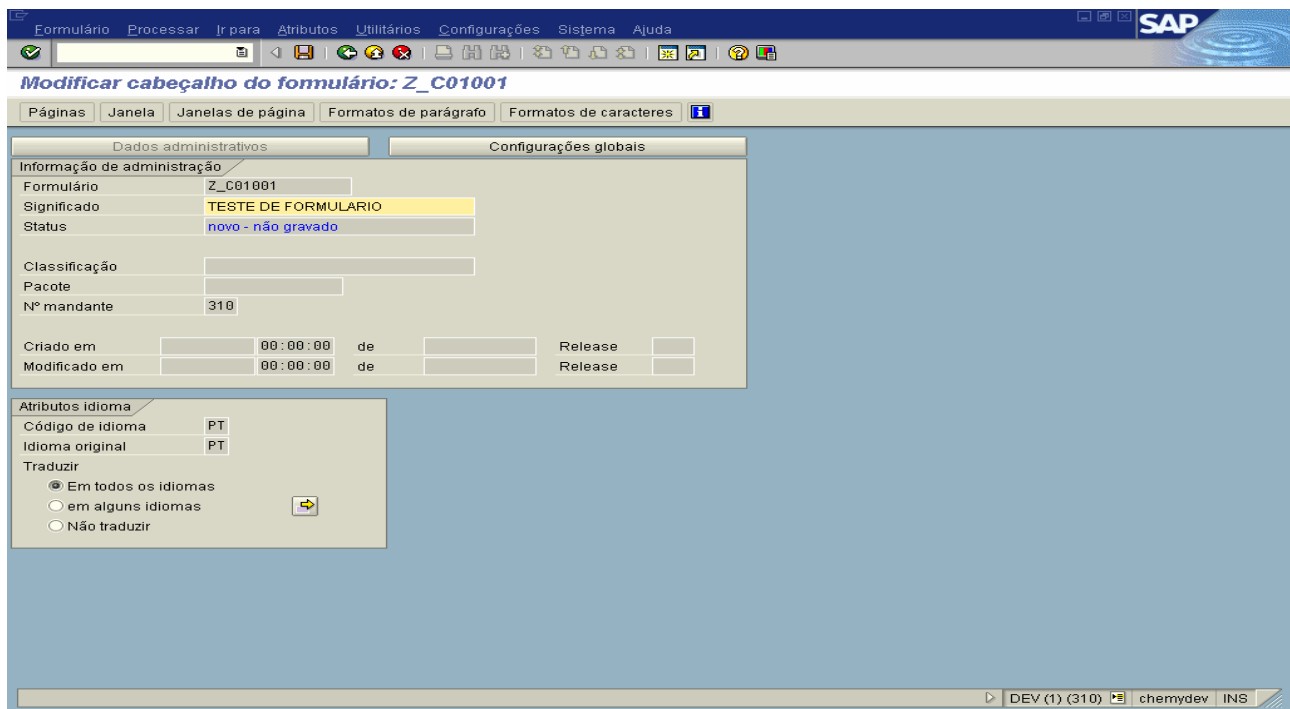 Formulário Processar Ir para Atributos Utilitários Configurações Sistema Ajuda
SAP
Modificar cabeçalho do formulário: Z_C01001
Páginas Janela Janelas de página Formatos de parágrafo Formatos de caracteres
Dados administrativos Configurações globais
Informação de administração
Formulário Z_C01001
Significado TESTE DE FORMULARIO
Status novo - não gravado
Classificação
Pacote
Nº mandante 310
Criado em 00:00:00 de Release
Modificado em 00:00:00 de Release
Atributos idioma
Código de idioma PT
Idioma original PT
Traduzir
Em todos os idiomas
em alguns idiomas
Não traduzir
DEV (1) (310) chemydev INS